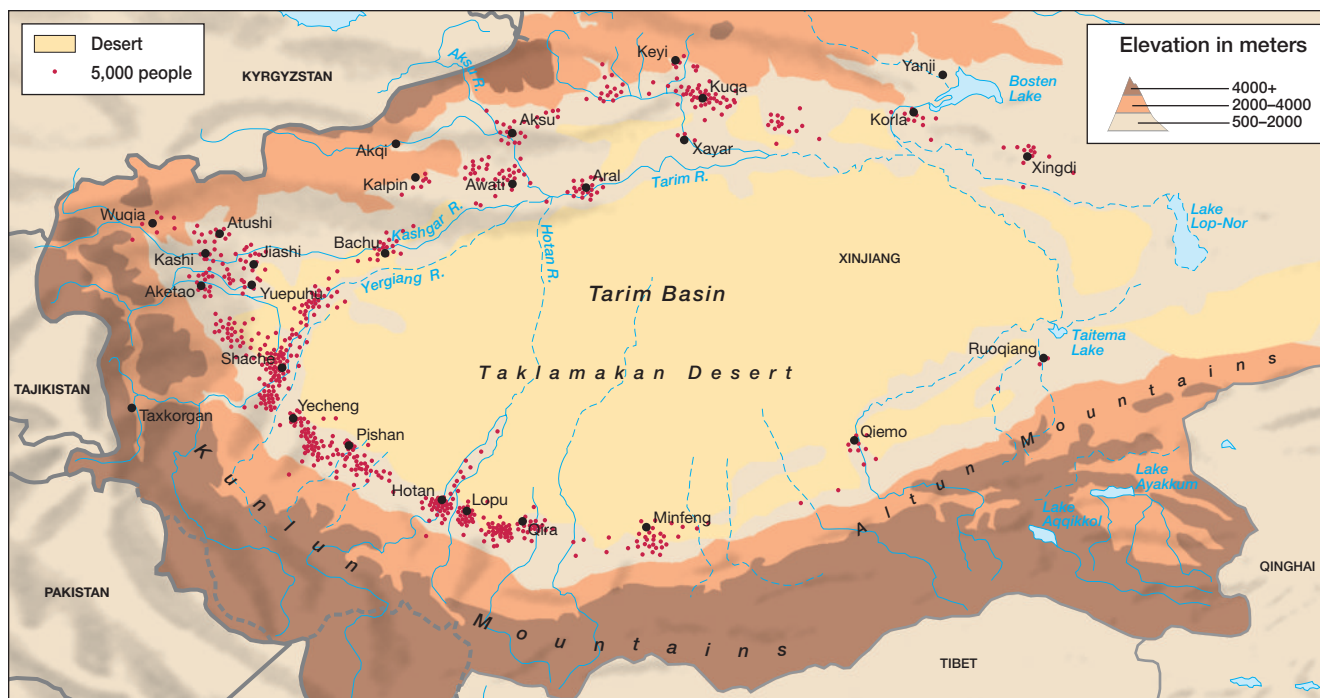 Desert
5,000 people
Elevation in meters
4000+
2000–4000
500–2000
KYRGYZSTAN
Aksu R.
Keyi
Kuqa
Yanji
Bosten
Lake
Korla
Aksu
Akqi
Xayar
Xingdi
Kalpin
Awati
Aral
Tarim R.
Wuqia
Atushi
Kashgar R.
Lake
Lop-Nor
Kashi
Jiashi
Bachu
Hotan R.
XINJIANG
Aketao
Yuepuhu
Yergiang R.
Tarim Basin
Taitema
Lake
Shache
Ruoqiang
Taklamakan Desert
TAJIKISTAN
Taxkorgan
Yecheng
Pishan
Qiemo
Kunlun Mountains
Altun Mountains
Hotan
Lopu
Qira
Minfeng
Lake
Ayakkum
Lake
Aqqikkol
QINGHAI
PAKISTAN
TIBET